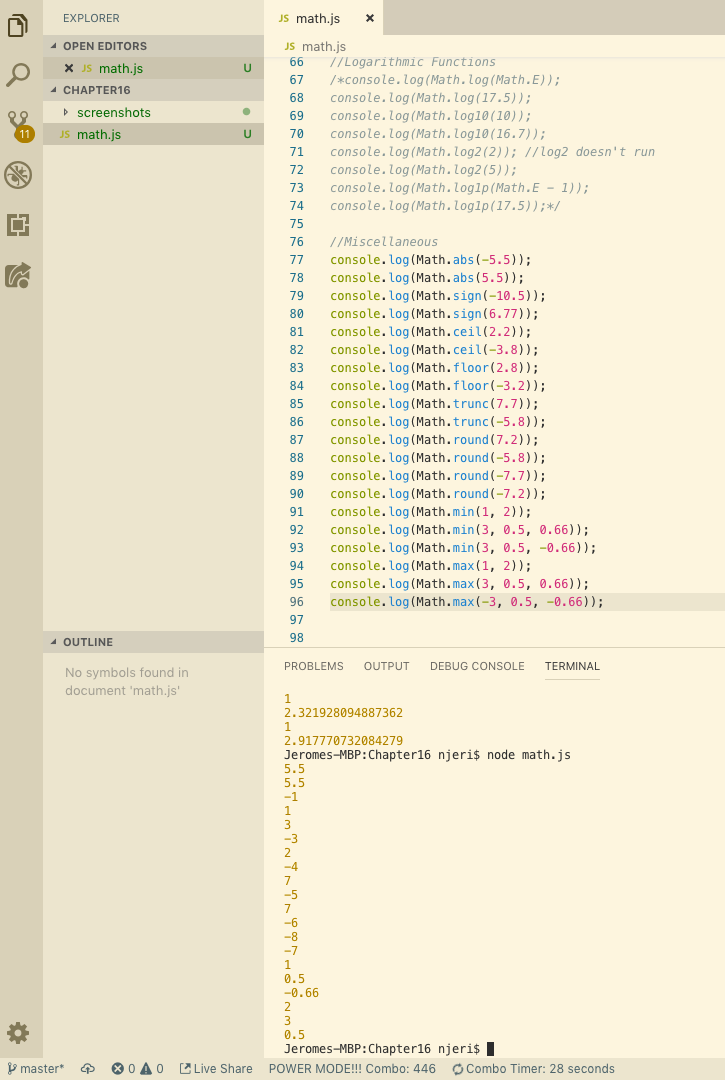 EXPLORER
OPEN EDITORS
JS math.js U
CHAPTER16
screenshots
JS math.js U
11
OUTLINE
No symbols found in
document 'math.js'
JS math.js
JS math.js
66 //Logarithmic Functions
67 /*console.log(Math.log(Math.E));
68 console.log(Math.log(17.5));
69 console.log(Math.log10(10));
70 console.log(Math.log10(16.7));
71 console.log(Math.log2(2)); //log2 doesn't run
72 console.log(Math.log2(5));
73 console.log(Math.log1p(Math.E - 1));
74 console.log(Math.log1p(17.5));*/
75
76 //Miscellaneous
77 console.log(Math.abs(-5.5));
78 console.log(Math.abs(5.5));
79 console.log(Math.sign(-10.5));
80 console.log(Math.sign(6.77));
81 console.log(Math.ceil(2.2));
82 console.log(Math.ceil(-3.8));
83 console.log(Math.floor(2.8));
84 console.log(Math.floor(-3.2));
85 console.log(Math.trunc(7.7));
86 console.log(Math.trunc(-5.8));
87 console.log(Math.round(7.2));
88 console.log(Math.round(-5.8));
89 console.log(Math.round(-7.7));
90 console.log(Math.round(-7.2));
91 console.log(Math.min(1, 2));
92 console.log(Math.min(3, 0.5, 0.66));
93 console.log(Math.min(3, 0.5, -0.66));
94 console.log(Math.max(1, 2));
95 console.log(Math.max(3, 0.5, 0.66));
96 console.log(Math.max(-3, 0.5, -0.66));
97
98
PROBLEMS OUTPUT DEBUG CONSOLE TERMINAL
1
2.321928094887362
1
2.917770732084279
Jeromes-MBP:Chapter16 njeri$ node math.js
5.5
5.5
-1
1
3
-3
2
-4
7
-5
7
-6
-8
-7
1
0.5
-0.66
2
3
0.5
Jeromes-MBP:Chapter16 njeri$
master* 0 0 Live Share POWER MODE!!! Combo: 446 Combo Timer: 28 seconds